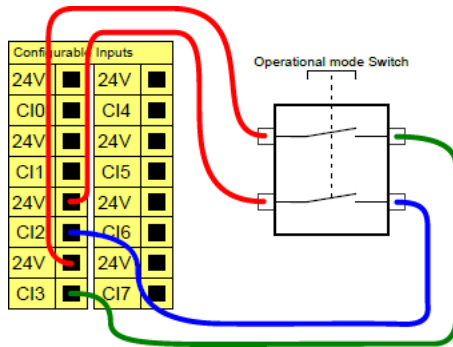 Configurable Inputs
24V 24V
CI0 CI4
24V 24V
CI1 CI5
24V 24V
CI2 CI6
24V 24V
CI3 CI7
Operational mode Switch